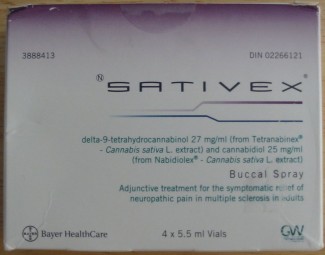 3888413 DIN 02266121
N SATIVEX®
delta-9-tetrahydrocannabinol 27 mg/ml (from Tetranabinex®
- Cannabis sativa L. extract) and cannabidiol 25 mg/ml
(from Nabidiolex® - Cannabis sativa L. extract)
Buccal Spray
Adjunctive treatment for the symptomatic relief of
neuropathic pain in multiple sclerosis in adults
BAYER Bayer HealthCare 4 x 5.5 ml Vials GW